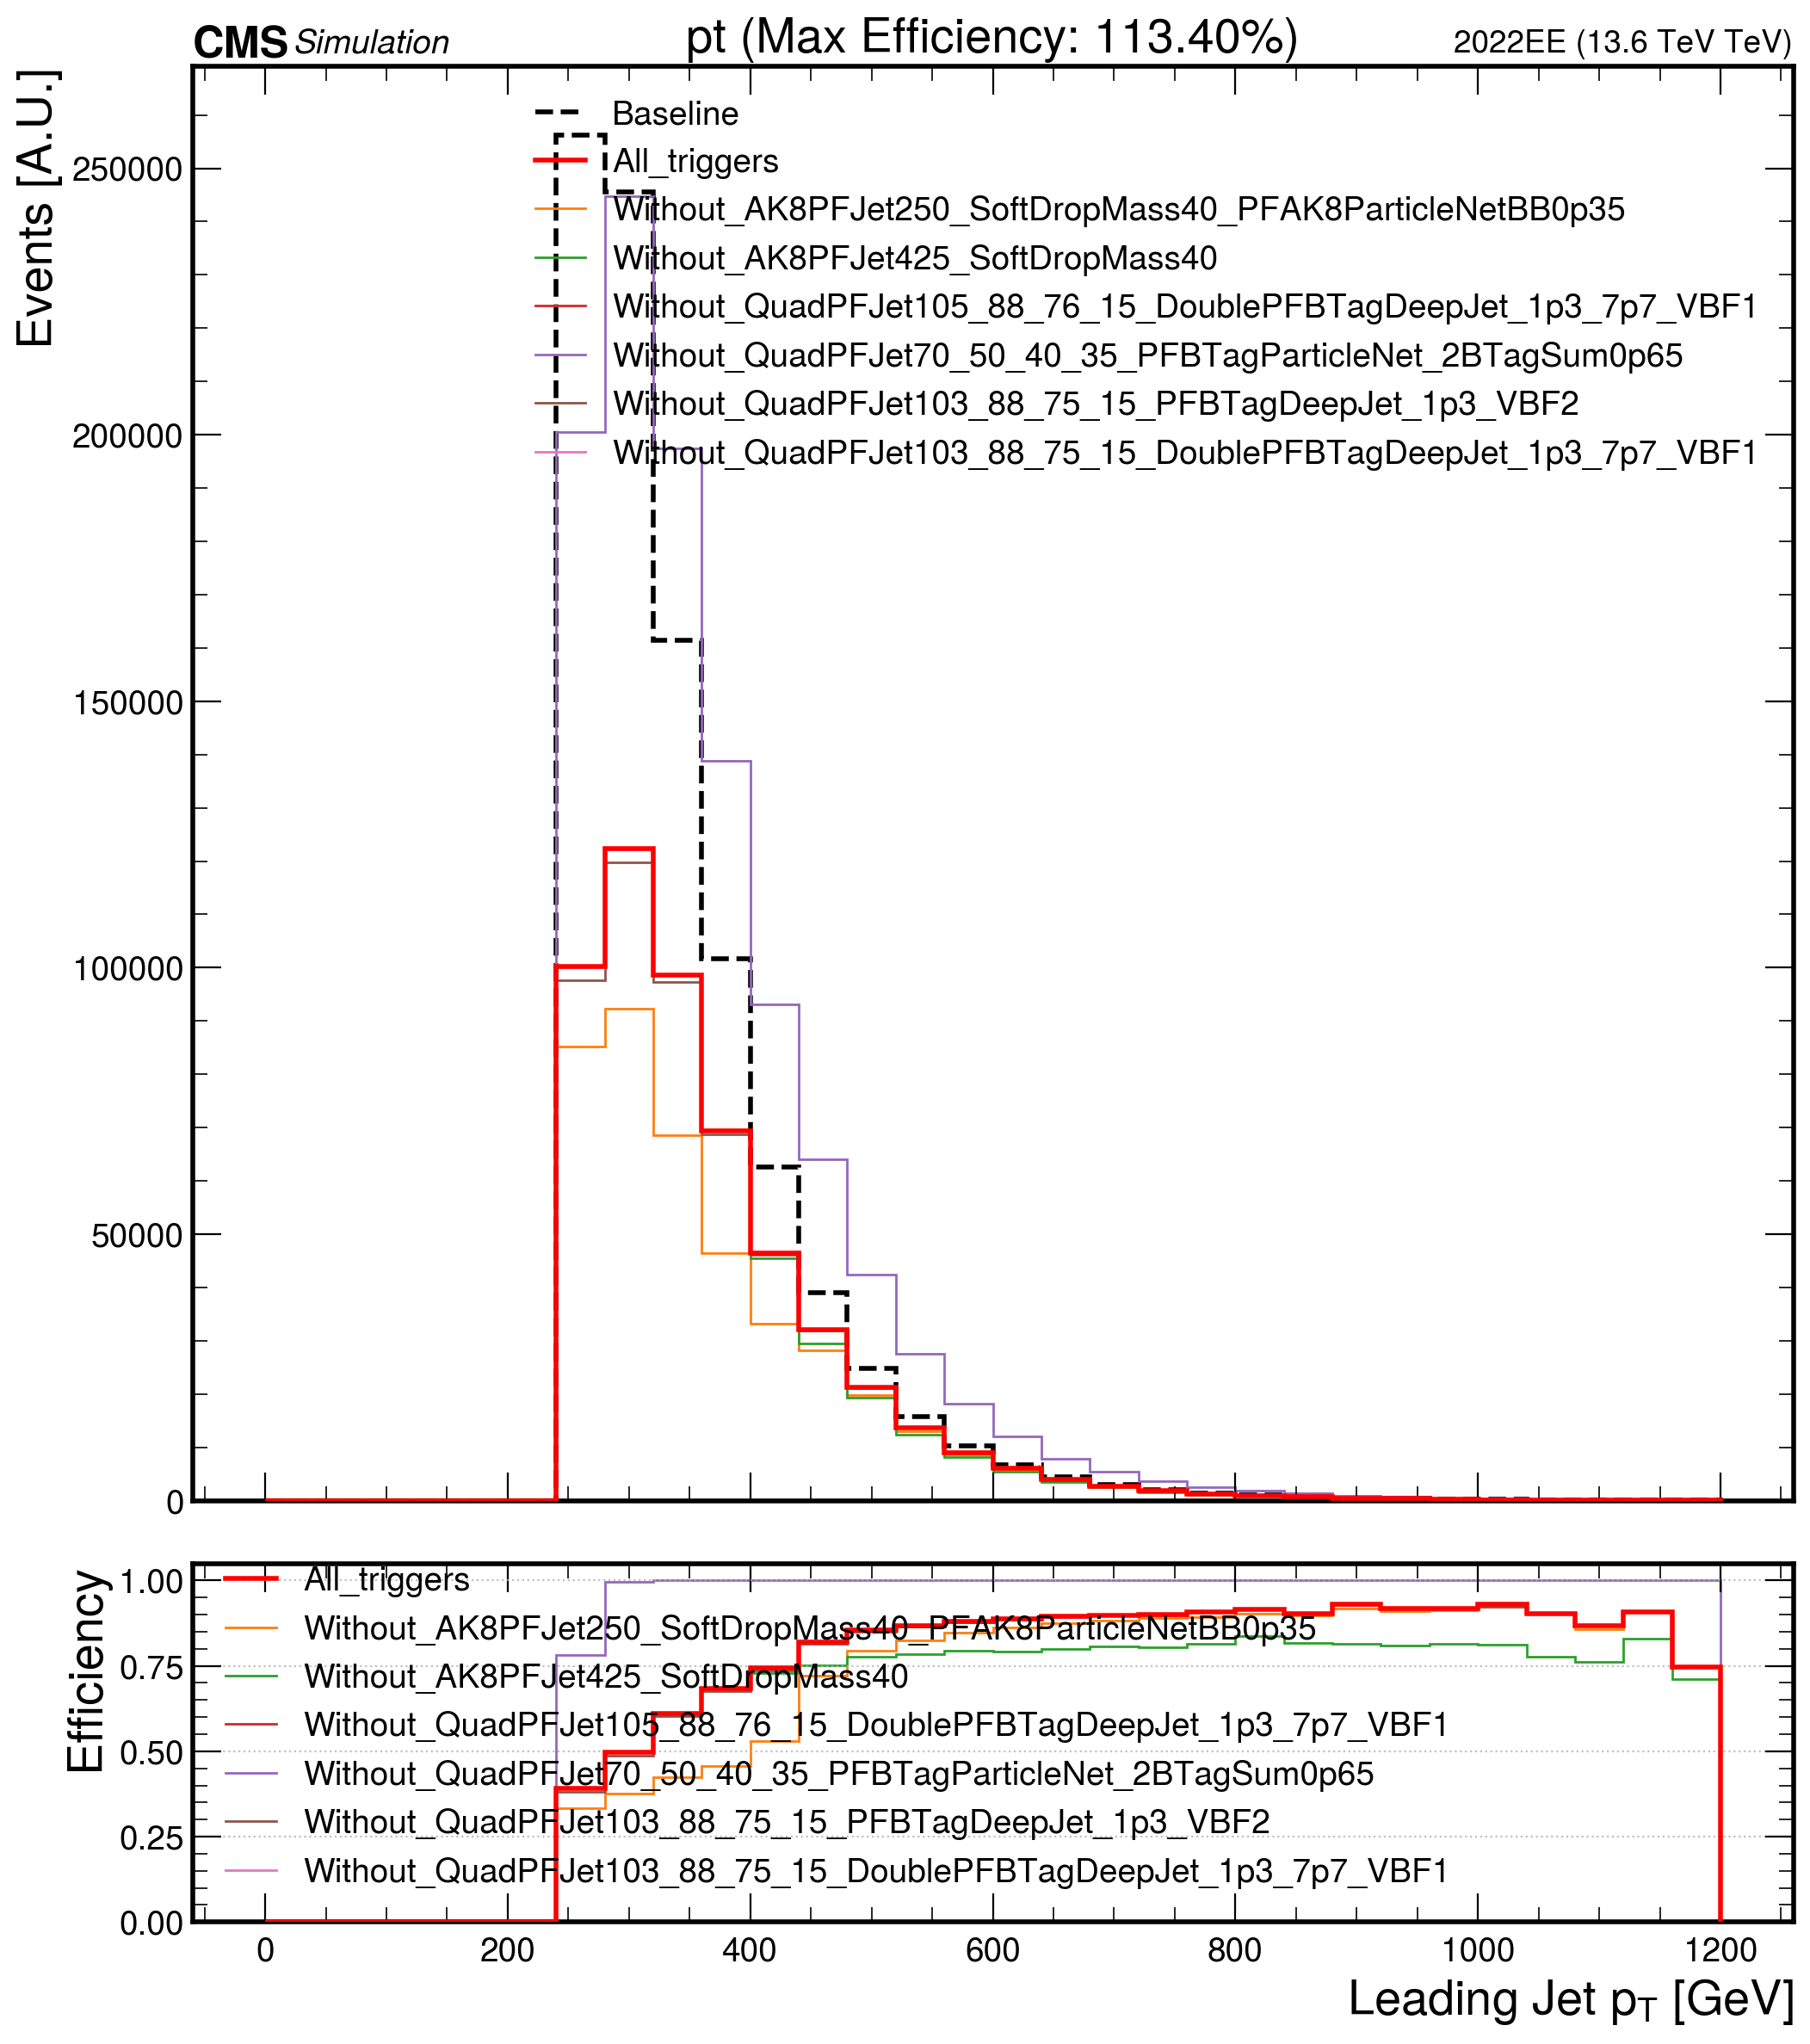 CMS Simulation pt (Max Efficiency: 113.40%) 2022EE (13.6 TeV TeV)
Events [A.U.]
250000
200000
150000
100000
50000
0
Baseline
All_triggers
Without_AK8PFJet250_SoftDropMass40_PFAK8ParticleNetBB0p35
Without_AK8PFJet425_SoftDropMass40
Without_QuadPFJet105_88_76_15_DoublePFBTagDeepJet_1p3_7p7_VBF1
Without_QuadPFJet70_50_40_35_PFBTagParticleNet_2BTagSum0p65
Without_QuadPFJet103_88_75_15_PFBTagDeepJet_1p3_VBF2
Without_QuadPFJet103_88_75_15_DoublePFBTagDeepJet_1p3_7p7_VBF1
Efficiency
1.00
0.75
0.50
0.25
0.00
All_triggers
Without_AK8PFJet250_SoftDropMass40_PFAK8ParticleNetBB0p35
Without_AK8PFJet425_SoftDropMass40
Without_QuadPFJet105_88_76_15_DoublePFBTagDeepJet_1p3_7p7_VBF1
Without_QuadPFJet70_50_40_35_PFBTagParticleNet_2BTagSum0p65
Without_QuadPFJet103_88_75_15_PFBTagDeepJet_1p3_VBF2
Without_QuadPFJet103_88_75_15_DoublePFBTagDeepJet_1p3_7p7_VBF1
0 200 400 600 800 1000 1200
Leading Jet pT [GeV]